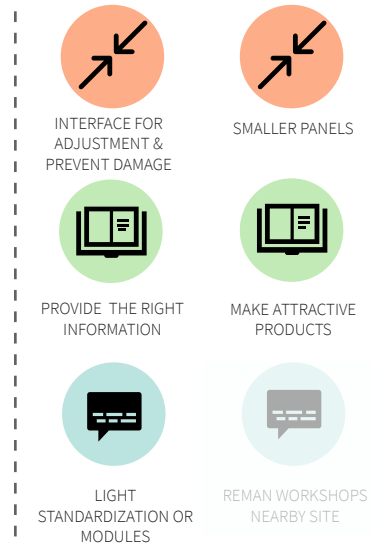 INTERFACE FOR
ADJUSTMENT &
PREVENT DAMAGE
SMALLER PANELS
PROVIDE THE RIGHT
INFORMATION
MAKE ATTRACTIVE
PRODUCTS
LIGHT
STANDARDIZATION OR
MODULES
REMAN WORKSHOPS
NEARBY SITE